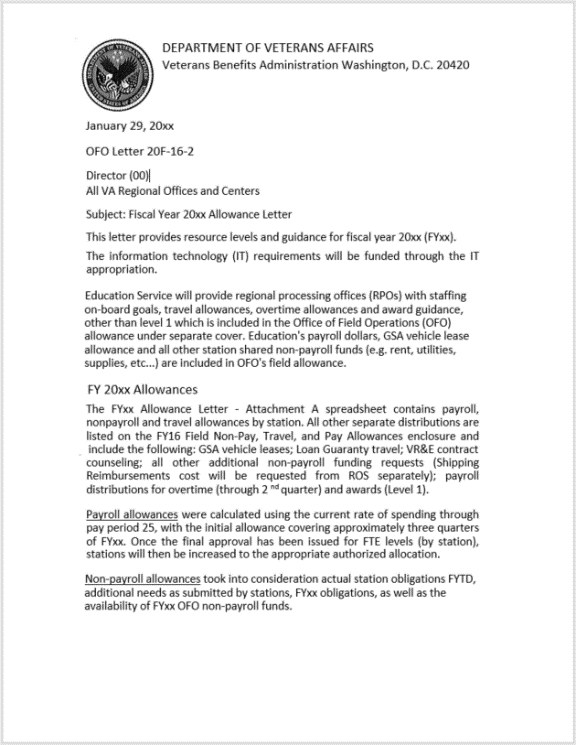 DEPARTMENT OF VETERANS AFFAIRS
Veterans Benefits Administration Washington, D.C. 20420
January 29, 20xx
OFO Letter 20F-16-2
Director (00)
All VA Regional Offices and Centers
Subject: Fiscal Year 20xx Allowance Letter
This letter provides resource levels and guidance for fiscal year 20xx (FYxx).
The information technology (IT) requirements will be funded through the IT
appropriation.
Education Service will provide regional processing offices (RPOs) with staffing
on-board goals, travel allowances, overtime allowances and award guidance,
other than level 1 which is included in the Office of Field Operations (OFO)
allowance under separate cover. Education's payroll dollars, GSA vehicle lease
allowance and all other station shared non-payroll funds (e.g. rent, utilities,
supplies, etc...) are included in OFO's field allowance.
FY 20xx Allowances
The FYxx Allowance Letter - Attachment A spreadsheet contains payroll,
nonpayroll and travel allowances by station. All other separate distributions are
listed on the FY16 Field Non-Pay, Travel, and Pay Allowances enclosure and
include the following: GSA vehicle leases; Loan Guaranty travel; VR&E contract
counseling; all other additional non-payroll funding requests (Shipping
Reimbursements cost will be requested from ROS separately); payroll
distributions for overtime (through 2 nd quarter) and awards (Level 1).
Payroll allowances were calculated using the current rate of spending through
pay period 25, with the initial allowance covering approximately three quarters
of FYxx. Once the final approval has been issued for FTE levels (by station),
stations will then be increased to the appropriate authorized allocation.
Non-payroll allowances took into consideration actual station obligations FYTD,
additional needs as submitted by stations, FYxx obligations, as well as the
availability of FYxx OFO non-payroll funds.